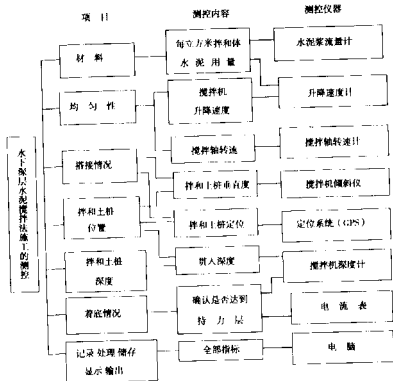 项 目
测控内容
测控仪器
水下深层水泥搅拌法施工的测控
材 料
每立方米拌和体
水 泥 用 量
水泥浆流量计
均 匀 性
搅拌机
升降速度
升降速度计
搅拌轴转速
搅拌轴转速计
搭接情况
拌和土桩垂直度
搅拌机倾斜仪
拌和土桩
位置
拌和土桩定位
定位系统(GPS)
拌和土桩
深度
贯入深度
搅拌机深度计
着底情况
确认是否达到
持 力 层
电 流 表
记录 处理 储存
显示 输出
全部指标
电 脑